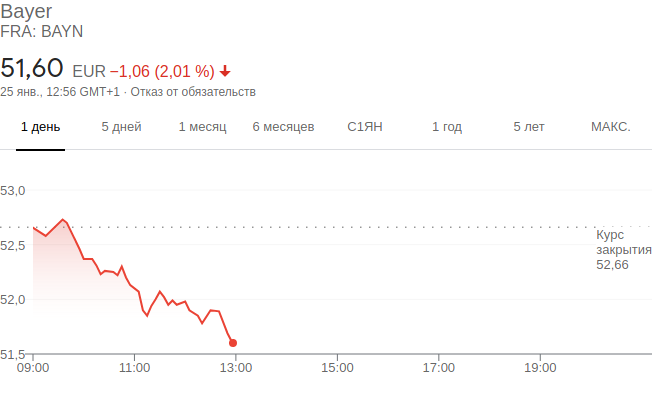 Bayer
FRA: BAYN
51,60 EUR −1,06 (2,01 %)
25 янв., 12:56 GMT+1 · Отказ от обязательств
1 день 5 дней 1 месяц 6 месяцев С1ЯН 1 год 5 лет МАКС.
53,0
Курс
закрытия
52,5
52,66
52,0
51,5
09:00 11:00 13:00 15:00 17:00 19:00